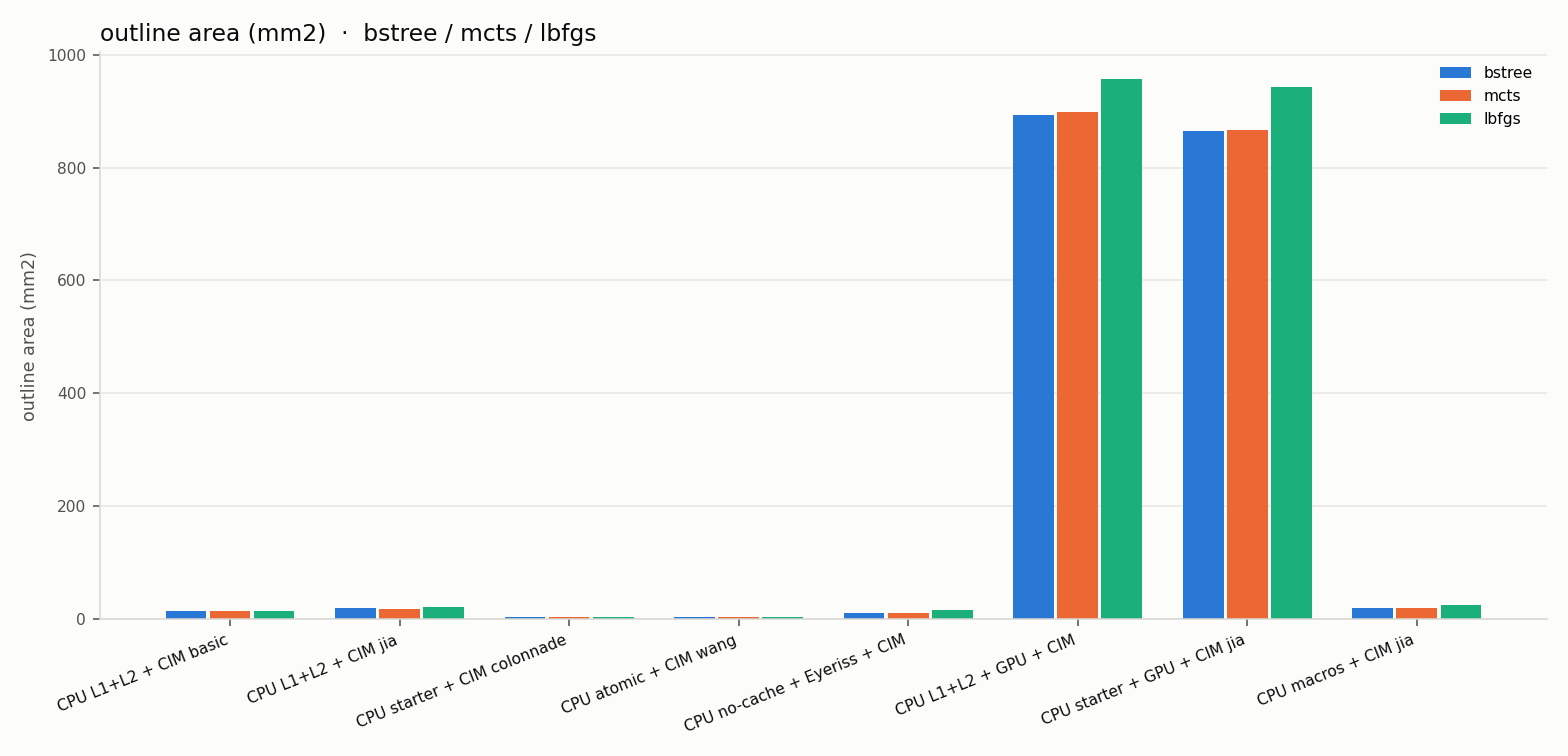 outline area (mm2)  ·  bstree / mcts / lbfgs
1000
800
600
400
200
0
outline area (mm2)
bstree
mcts
lbfgs
CPU L1+L2 + CIM basic
CPU L1+L2 + CIM jia
CPU starter + CIM colonnade
CPU atomic + CIM wang
CPU no-cache + Eyeriss + CIM
CPU L1+L2 + GPU + CIM
CPU starter + GPU + CIM jia
CPU macros + CIM jia